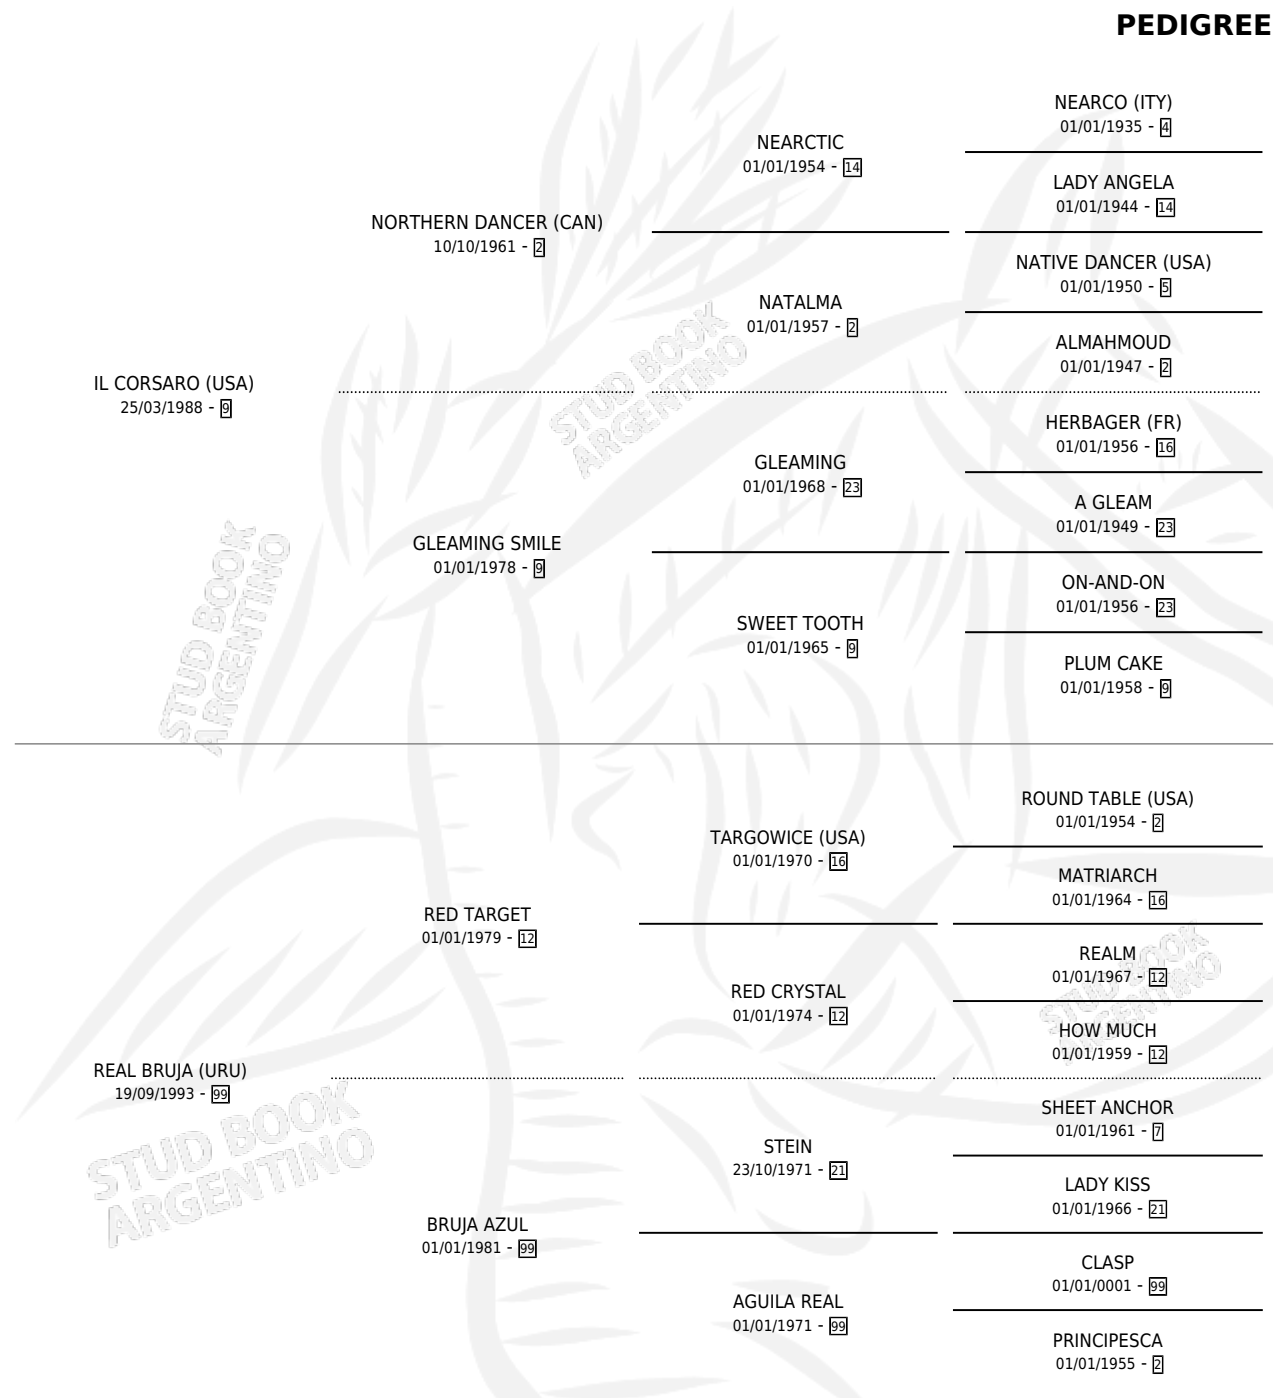 PEDIGREE
NEARCO (ITY)
01/01/1935 - 4
NEARCTIC
01/01/1954 - 14
LADY ANGELA
01/01/1944 - 14
NORTHERN DANCER (CAN)
10/10/1961 - 2
NATIVE DANCER (USA)
01/01/1950 - 5
NATALMA
01/01/1957 - 2
ALMAHMOUD
01/01/1947 - 2
IL CORSARO (USA)
25/03/1988 - 9
HERBAGER (FR)
01/01/1956 - 16
GLEAMING
01/01/1968 - 23
A GLEAM
01/01/1949 - 23
GLEAMING SMILE
01/01/1978 - 9
ON-AND-ON
01/01/1956 - 23
SWEET TOOTH
01/01/1965 - 9
PLUM CAKE
01/01/1958 - 9
ROUND TABLE (USA)
01/01/1954 - 2
TARGOWICE (USA)
01/01/1970 - 16
MATRIARCH
01/01/1964 - 16
RED TARGET
01/01/1979 - 12
REALM
01/01/1967 - 12
RED CRYSTAL
01/01/1974 - 12
HOW MUCH
01/01/1959 - 12
REAL BRUJA (URU)
19/09/1993 - 99
SHEET ANCHOR
01/01/1961 - 7
STEIN
23/10/1971 - 21
LADY KISS
01/01/1966 - 21
BRUJA AZUL
01/01/1981 - 99
CLASP
01/01/0001 - 99
AGUILA REAL
01/01/1971 - 99
PRINCIPESCA
01/01/1955 - 2
STUD BOOK
ARGENTINO
STUD BOOK
ARGENTINO
STUD BOOK
ARGENTINO
STUD BOOK
ARGENTINO